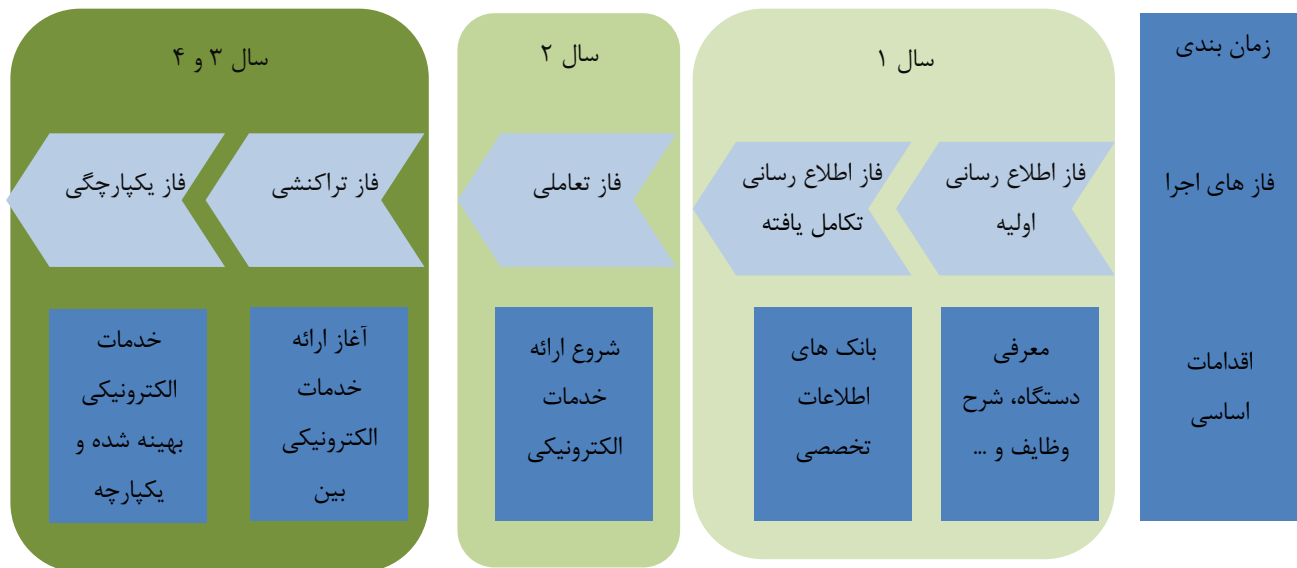 زمان بندی
فاز های اجرا
اقدامات
اساسی
سال ۱
فاز اطلاع رسانی
اولیه
معرفی
دستگاه، شرح
وظایف و ...
فاز اطلاع رسانی
تکامل یافته
بانک های
اطلاعات
تخصصی
سال ۲
فاز تعاملی
شروع ارائه
خدمات
الکترونیکی
سال ۳ و ۴
فاز تراکنشی
آغاز ارائه
خدمات
الکترونیکی
بین
فاز یکپارچگی
خدمات
الکترونیکی
بهینه شده و
یکپارچه